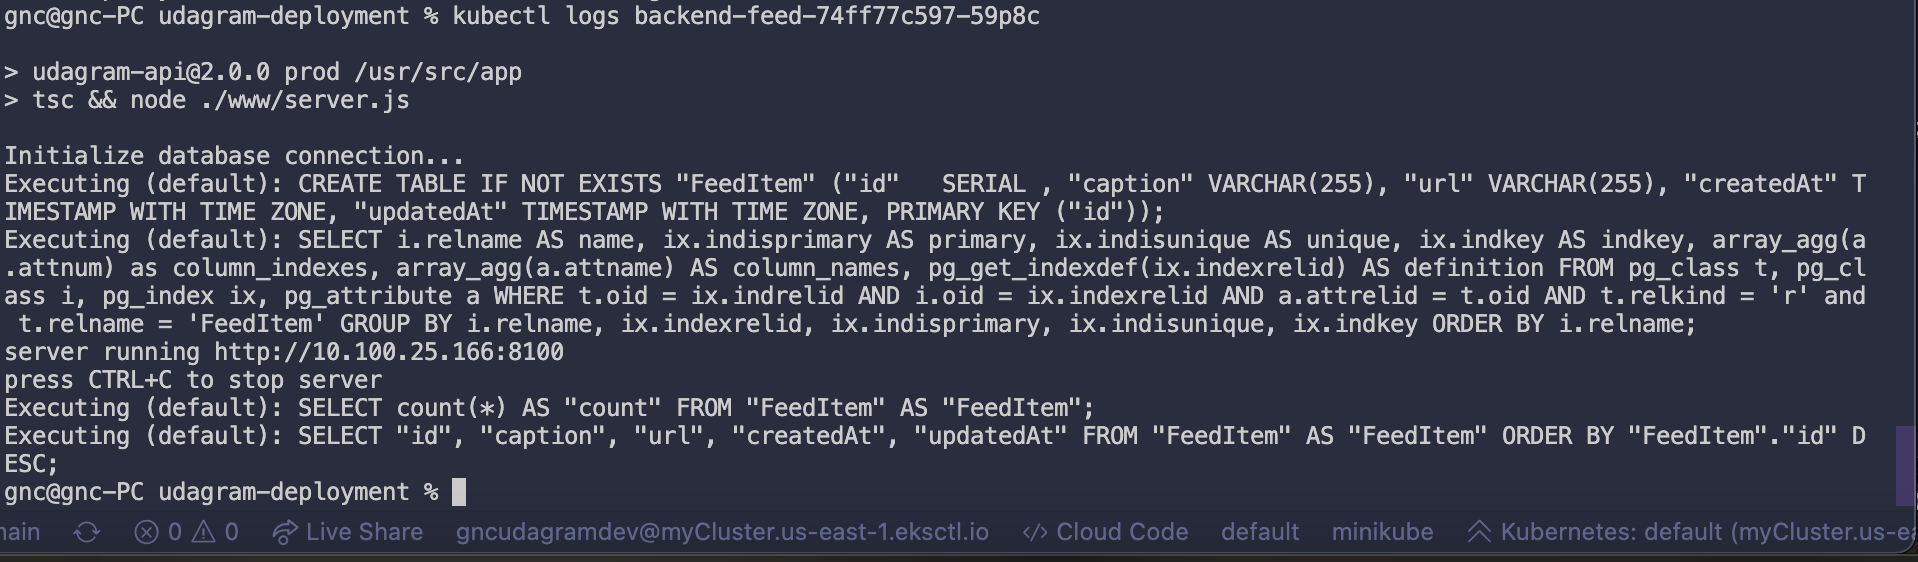 gnc@gnc-PC udagram-deployment % kubectl logs backend-feed-74ff77c597-59p8c
> udagram-api@2.0.0 prod /usr/src/app
> tsc && node ./www/server.js
Initialize database connection...
Executing (default): CREATE TABLE IF NOT EXISTS "FeedItem" ("id"   SERIAL , "caption" VARCHAR(255), "url" VARCHAR(255), "createdAt" T
IMESTAMP WITH TIME ZONE, "updatedAt" TIMESTAMP WITH TIME ZONE, PRIMARY KEY ("id"));
Executing (default): SELECT i.relname AS name, ix.indisprimary AS primary, ix.indisunique AS unique, ix.indkey AS indkey, array_agg(a
.attnum) as column_indexes, array_agg(a.attname) AS column_names, pg_get_indexdef(ix.indexrelid) AS definition FROM pg_class t, pg_cl
ass i, pg_index ix, pg_attribute a WHERE t.oid = ix.indrelid AND i.oid = ix.indexrelid AND a.attrelid = t.oid AND t.relkind = 'r' and
 t.relname = 'FeedItem' GROUP BY i.relname, ix.indexrelid, ix.indisprimary, ix.indisunique, ix.indkey ORDER BY i.relname;
server running http://10.100.25.166:8100
press CTRL+C to stop server
Executing (default): SELECT count(*) AS "count" FROM "FeedItem" AS "FeedItem";
Executing (default): SELECT "id", "caption", "url", "createdAt", "updatedAt" FROM "FeedItem" AS "FeedItem" ORDER BY "FeedItem"."id" D
ESC;
gnc@gnc-PC udagram-deployment %
ain 0 0 Live Share gncudagramdev@myCluster.us-east-1.eksctl.io </> Cloud Code default minikube Kubernetes: default (myCluster.us-ea